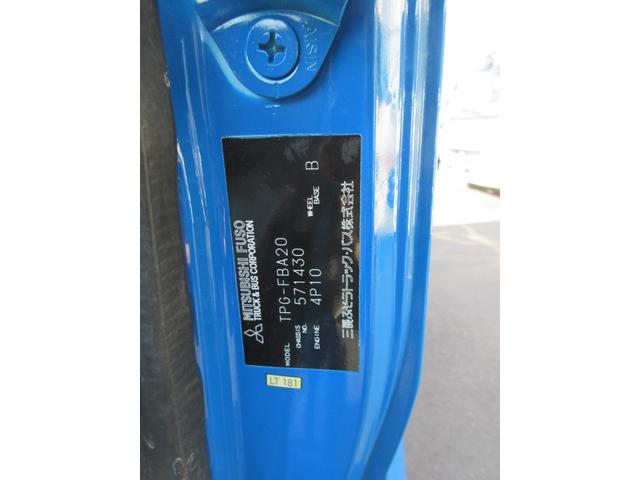 AISIN
MITSUBISHI FUSO
TRUCK & BUS CORPORATION
MODEL TPG-FBA20
CHASSIS NO. 571430
ENGINE 4P10 WHEEL BASE B
三菱ふそうトラック・バス株式会社
LT 181